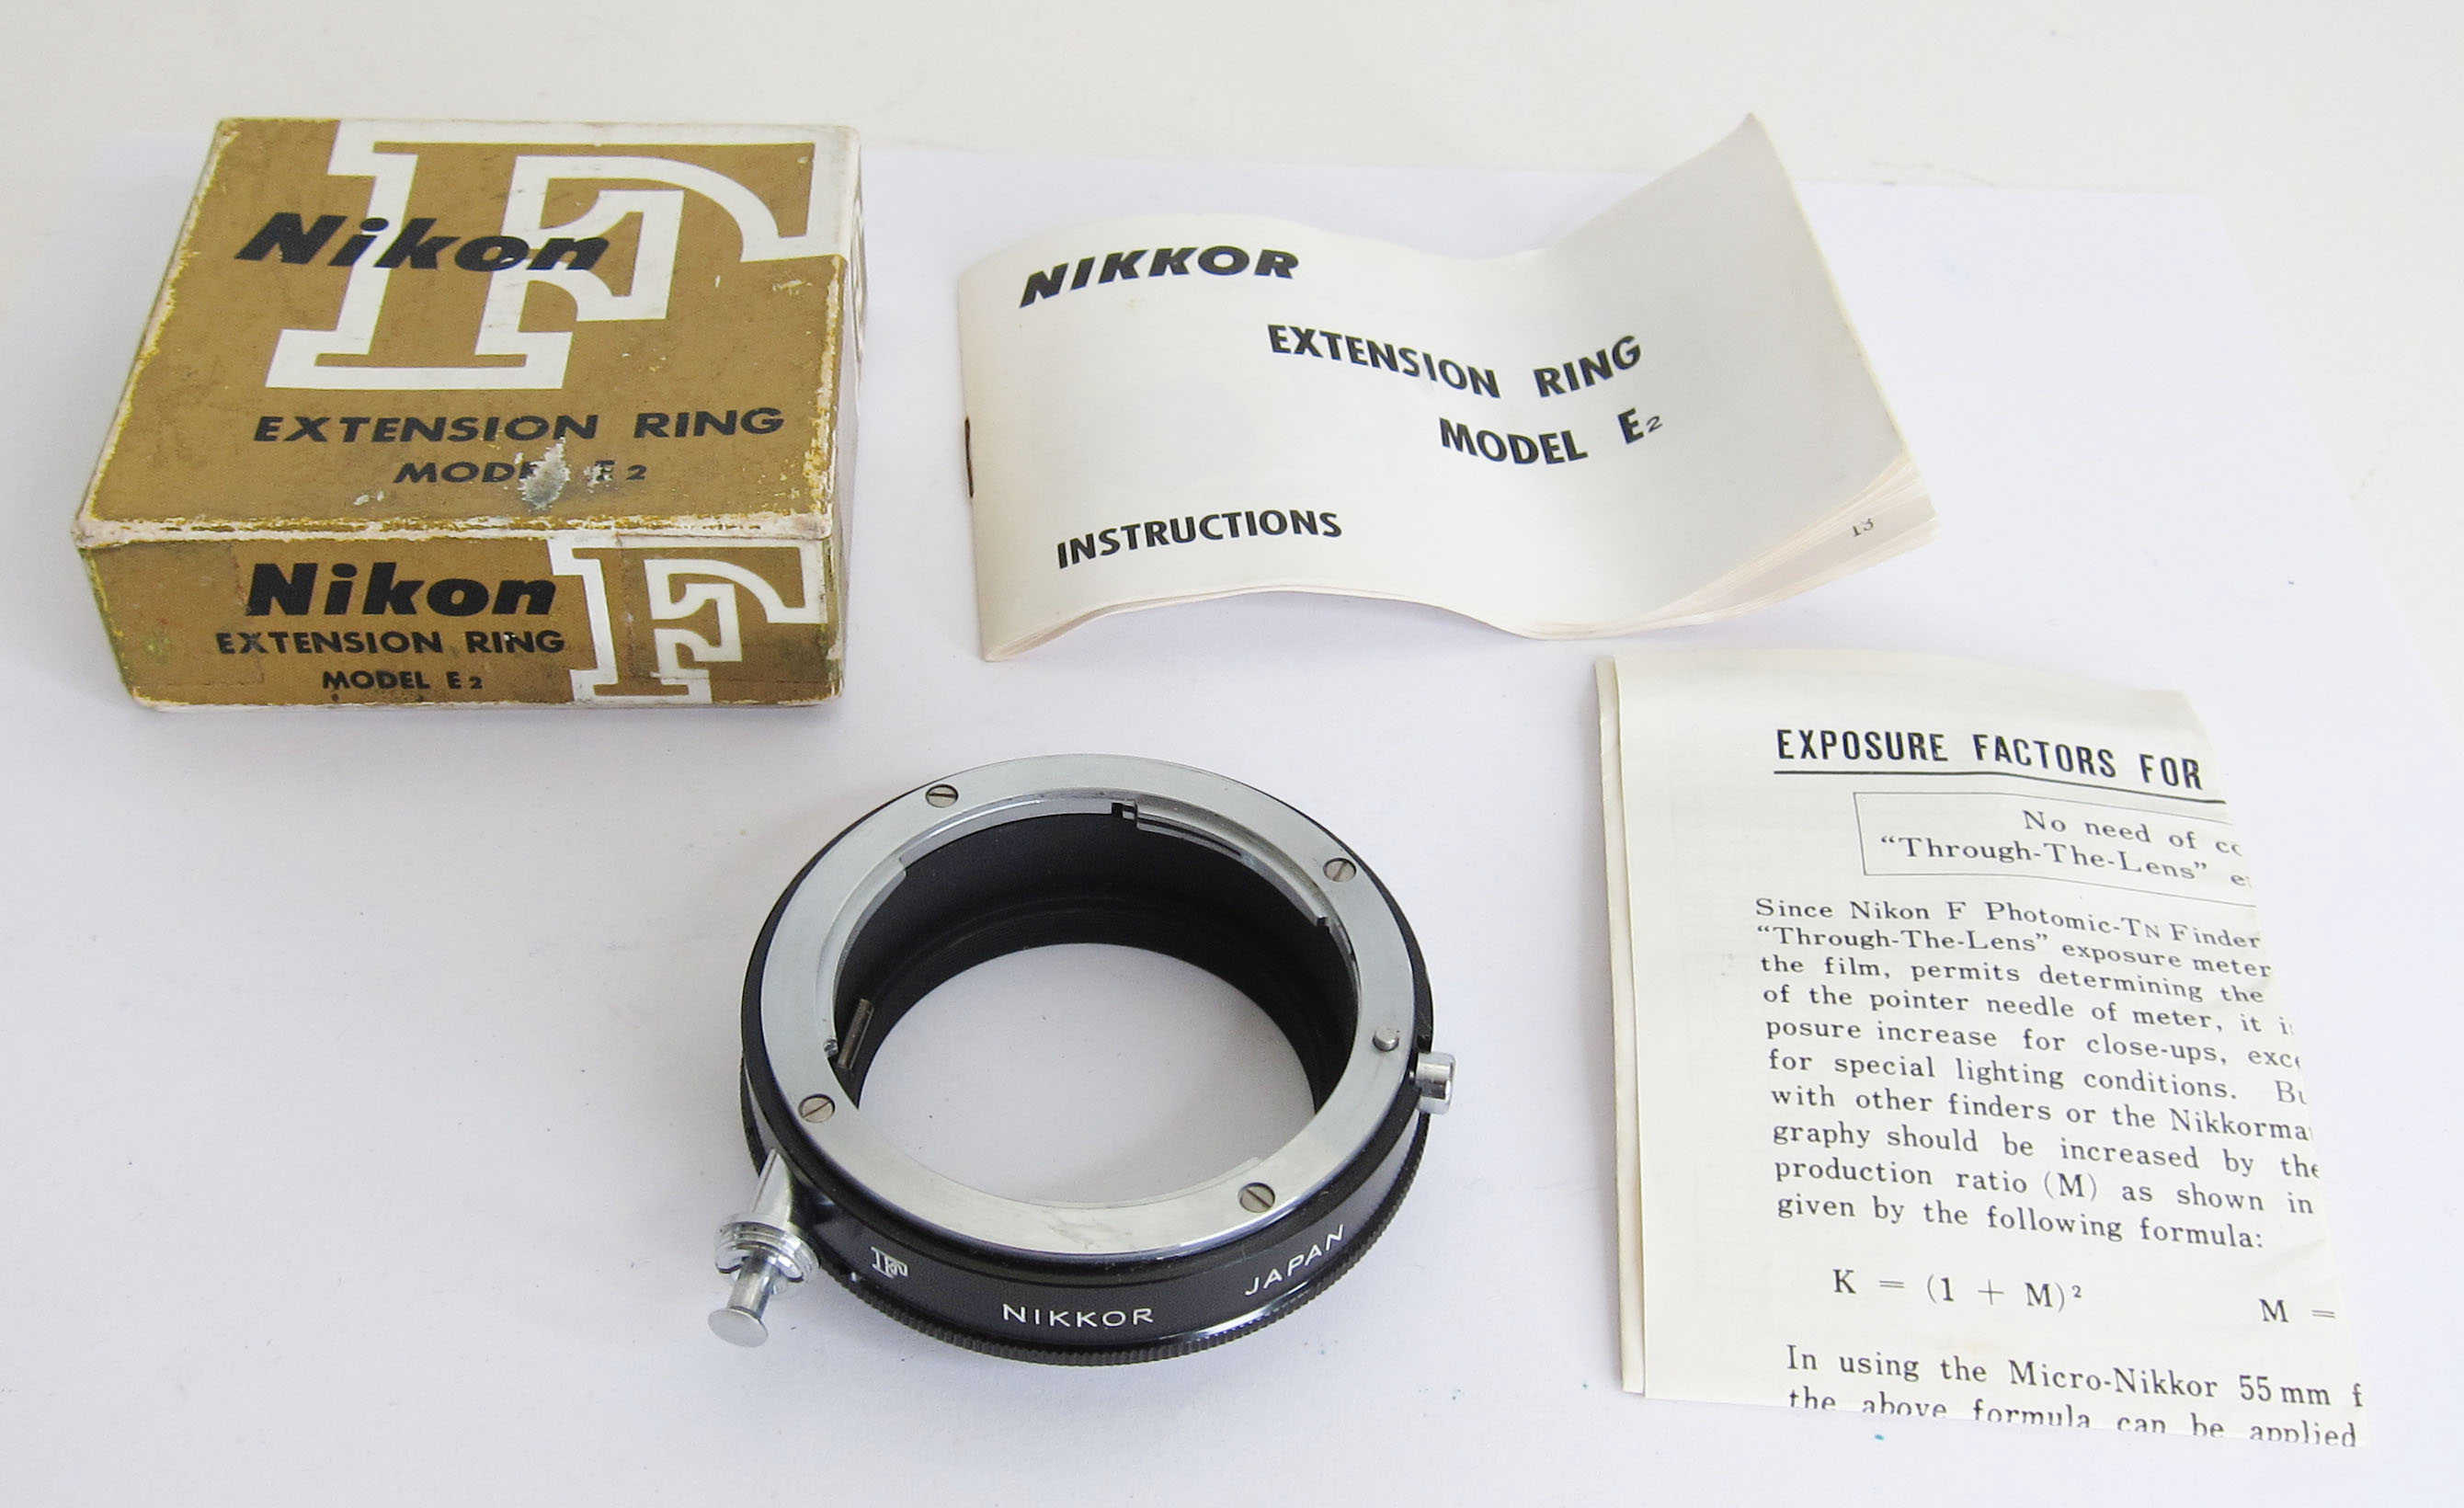 Nikon
F
EXTENSION RING
MODEL E2
Nikon
EXTENSION RING
MODEL E2
F
NIKKOR
EXTENSION RING
MODEL E2
INSTRUCTIONS
13
EXPOSURE FACTORS FOR
No need of
“Through-The-Lens”
Since Nikon F Photomic-TN Finder
“Through-The-Lens” exposure meter
the film, permits determining the
of the pointer needle of meter, it
posure increase for close-ups,
for special lighting conditions.
with other finders or the
graphy should be increased by the
production ratio (M) as shown in
given by the following formula:
K = (1 + M)²   M =
In using the Micro-Nikkor 55 mm f
the above formula can be applied
F NIKKOR JAPAN